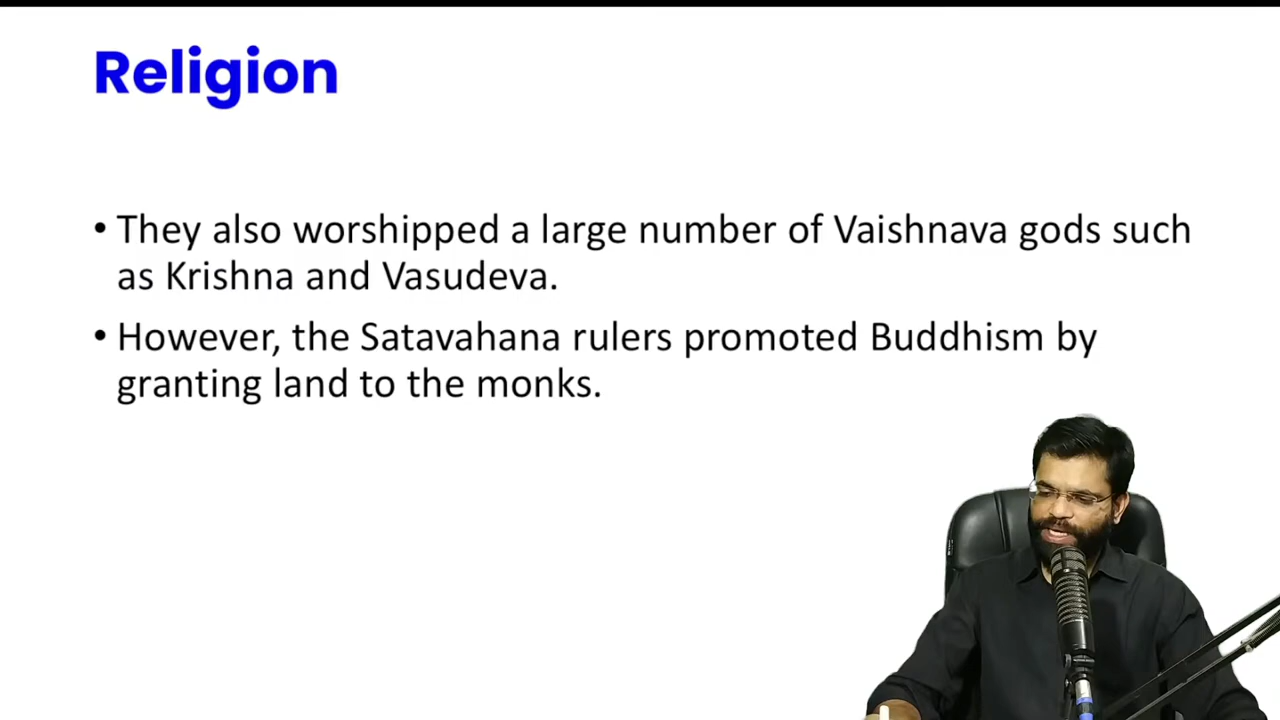 Religion
• They also worshipped a large number of Vaishnava gods such
as Krishna and Vasudeva.
• However, the Satavahana rulers promoted Buddhism by
granting land to the monks.